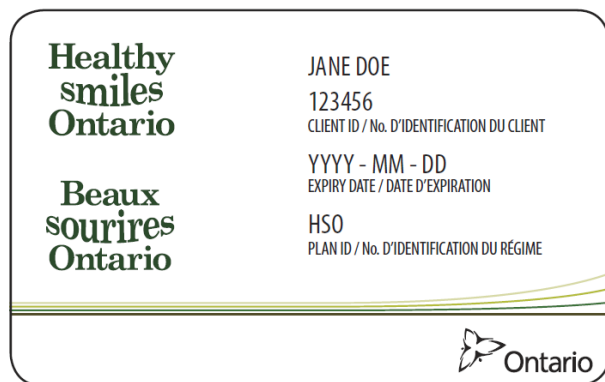 Healthy
smiles
Ontario
Beaux
sourires
Ontario
JANE DOE
123456
CLIENT ID / No. D'IDENTIFICATION DU CLIENT
YYYY - MM - DD
EXPIRY DATE / DATE D'EXPIRATION
HSO
PLAN ID / No. D'IDENTIFICATION DU RÉGIME
Ontario